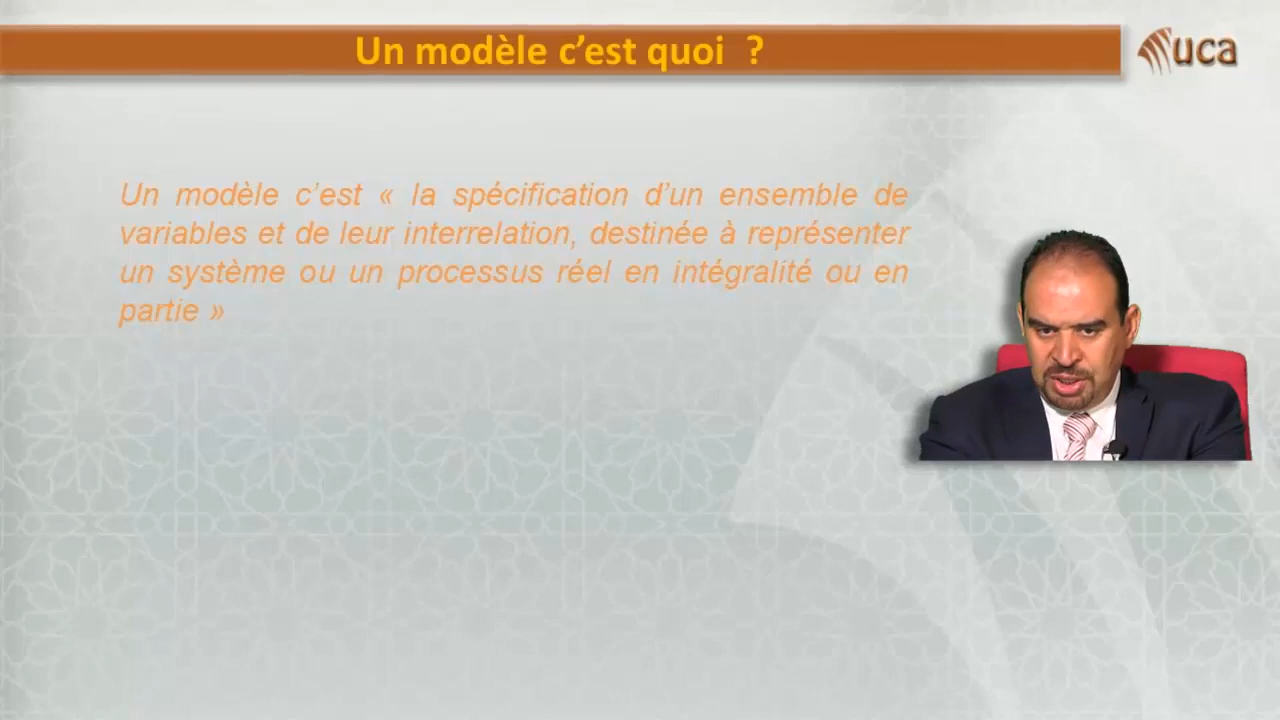 Un modèle c’est quoi ?
uca
Un modèle c’est « la spécification d’un ensemble de
variables et de leur interrelation, destinée à représenter
un système ou un processus réel en intégralité ou en
partie »